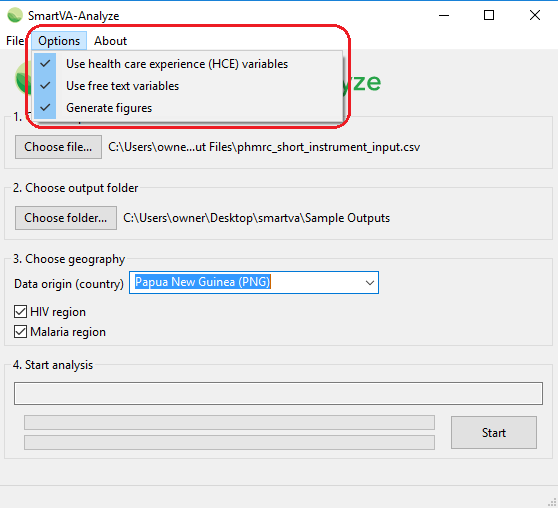 SmartVA-Analyze
File Options About
Use health care experience (HCE) variables
Use free text variables
Generate figures
yze
1.
Choose file... C:\Users\owne...ut Files\phmrc_short_instrument_input.csv
2. Choose output folder
Choose folder... C:\Users\owner\Desktop\smartva\Sample Outputs
3. Choose geography
Data origin (country) Papua New Guinea (PNG)
HIV region
Malaria region
4. Start analysis
Start